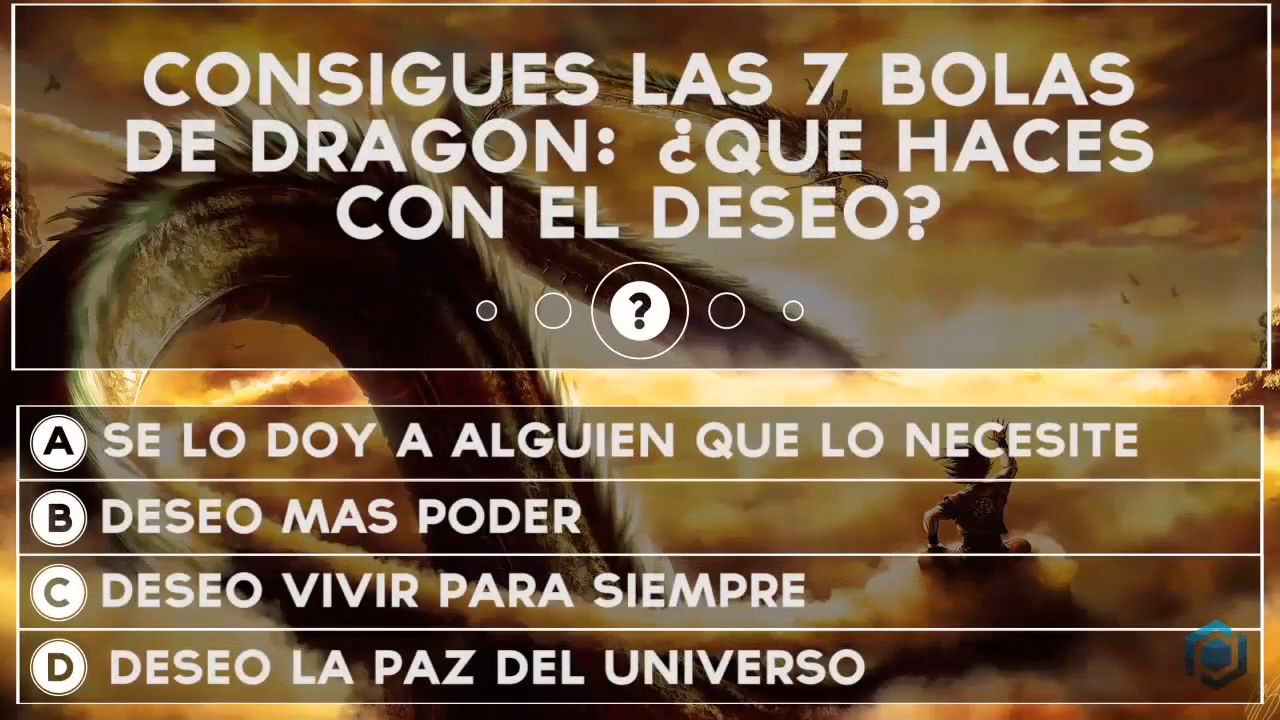 CONSIGUES LAS 7 BOLAS
DE DRAGON: ¿QUE HACES
CON EL DESEO?
?
A SE LO DOY A ALGUIEN QUE LO NECESITE
B DESEO MAS PODER
C DESEO VIVIR PARA SIEMPRE
D DESEO LA PAZ DEL UNIVERSO